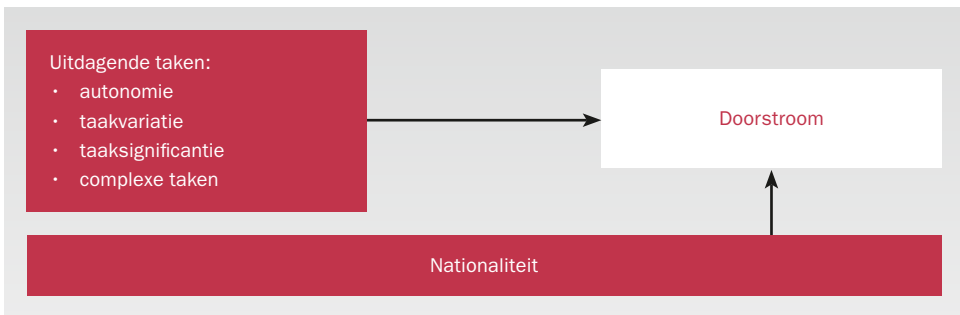 Uitdagende taken:
• autonomie
• taakvariatie
• taaksignificantie
• complexe taken
Doorstroom
Nationaliteit